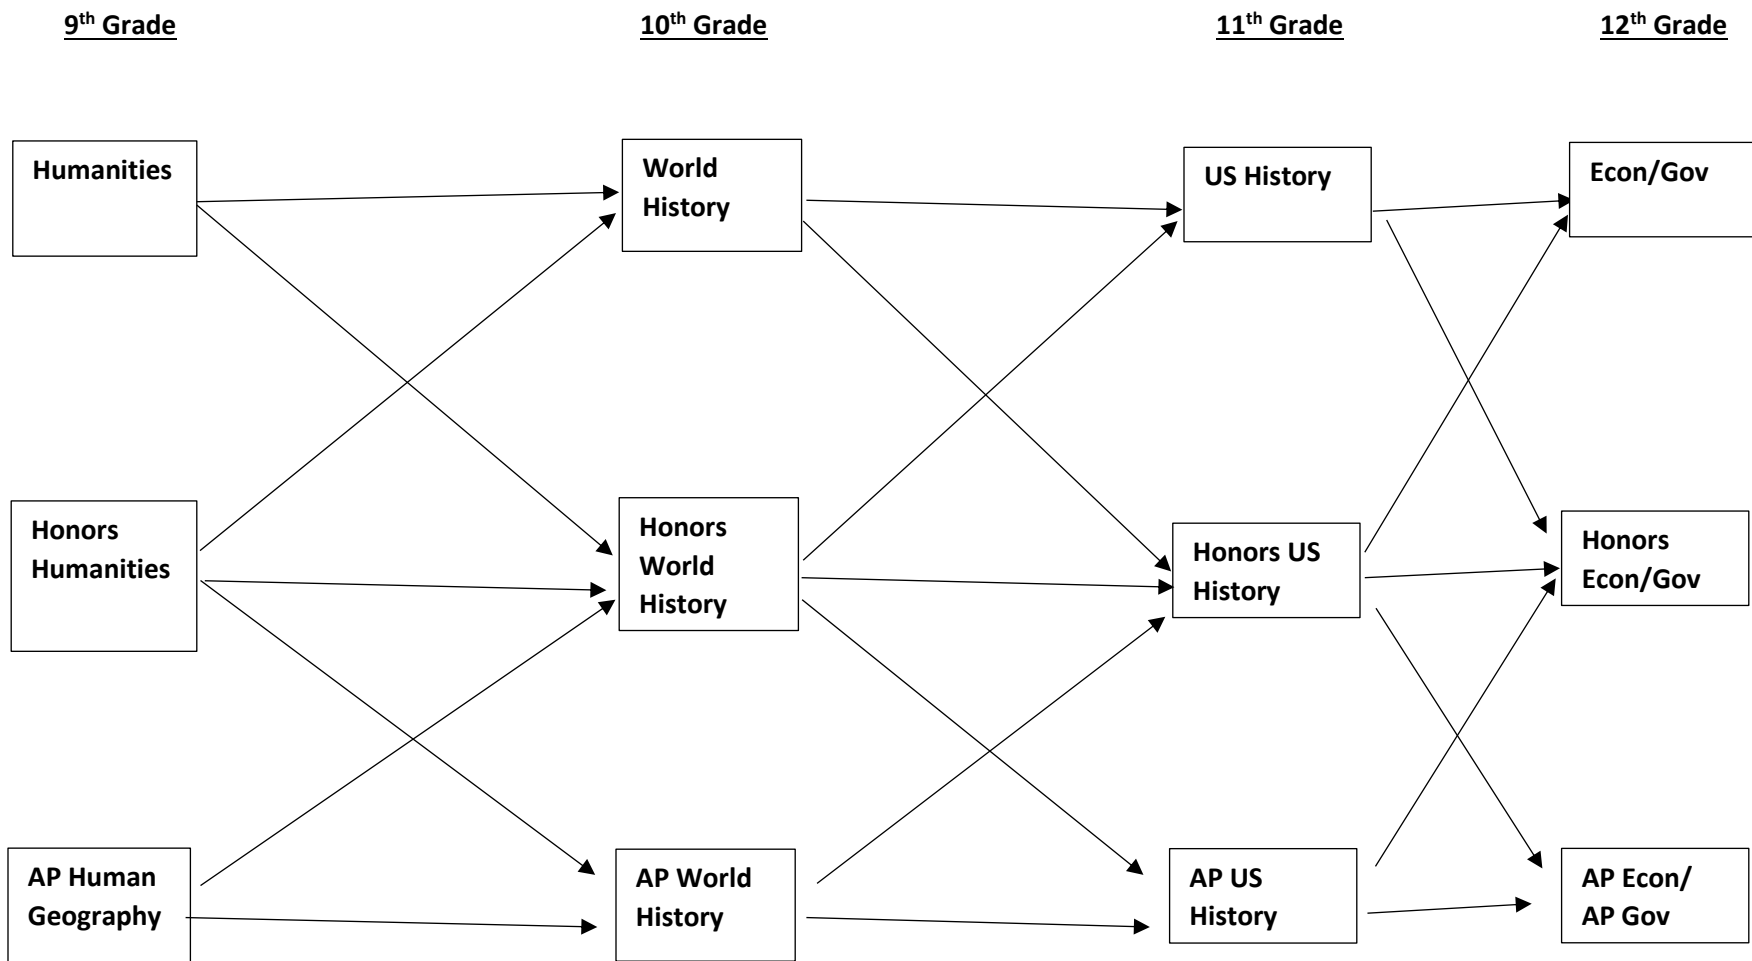 9th Grade
10th Grade
11th Grade
12th Grade
Humanities
World
History
US History
Econ/Gov
Honors
Humanities
Honors
World
History
Honors US
History
Honors
Econ/Gov
AP Human
Geography
AP World
History
AP US
History
AP Econ/
AP Gov